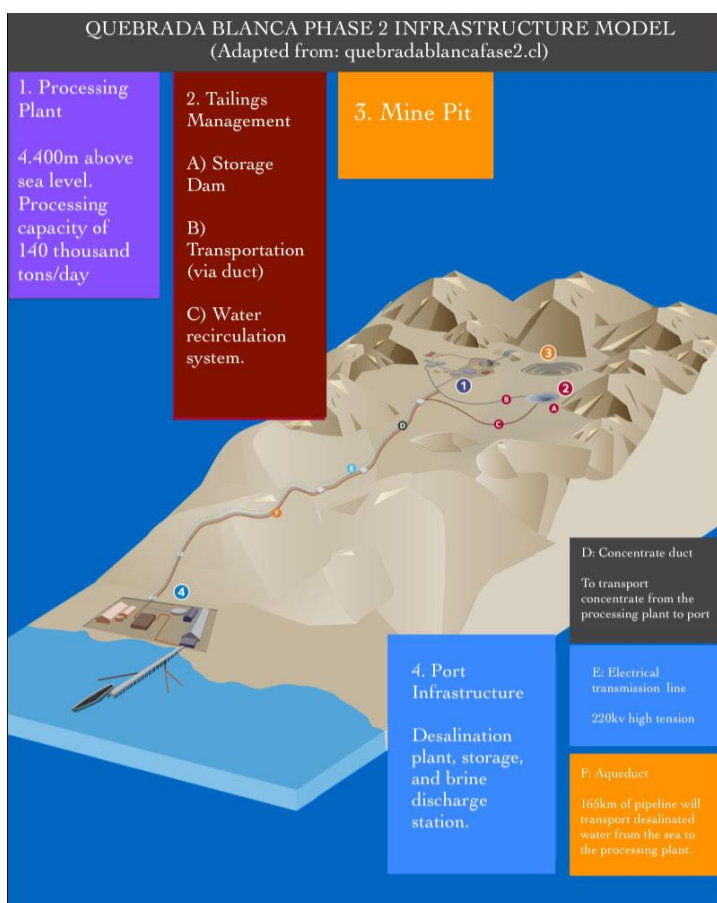 QUEBRADA BLANCA PHASE 2 INFRASTRUCTURE MODEL
(Adapted from: quebradablancafase2.cl)
1. Processing
Plant
4.400m above
sea level.
Processing
capacity of
140 thousand
tons/day
2. Tailings
Management
A) Storage
Dam
B)
Transportation
(via duct)
C) Water
recirculation
system.
3. Mine Pit
3
1
2
B
A
C
D
E
F
4
D: Concentrate duct
To transport
concentrate from the
processing plant to port
4. Port
Infrastructure
Desalination
plant, storage,
and brine
discharge
station.
E: Electrical
transmission line
220kv high tension
F: Aqueduct
165km of pipeline will
transport desalinated
water from the sea to
the processing plant.